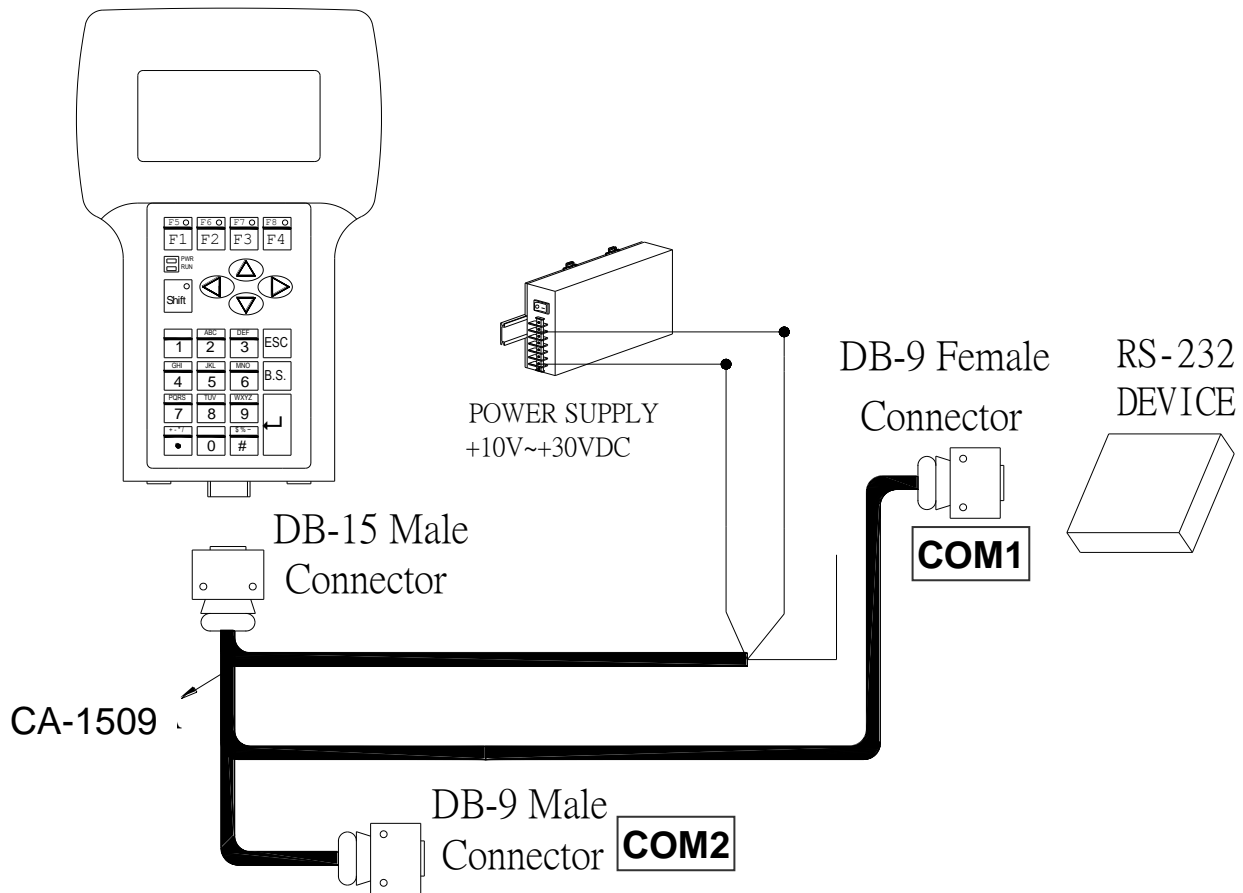 F5 F6 F7 F8
F1 F2 F3 F4
PWR
RUN
Shift
ABC DEF
1 2 3 ESC
GHI JKL MNO
4 5 6 B.S.
PQRS TUV WXYZ
7 8 9
+-*/ $%~
• 0 #
POWER SUPPLY
+10V~+30VDC
DB-9 Female
Connector
COM1
RS-232
DEVICE
DB-15 Male
Connector
CA-1509
DB-9 Male
Connector
COM2